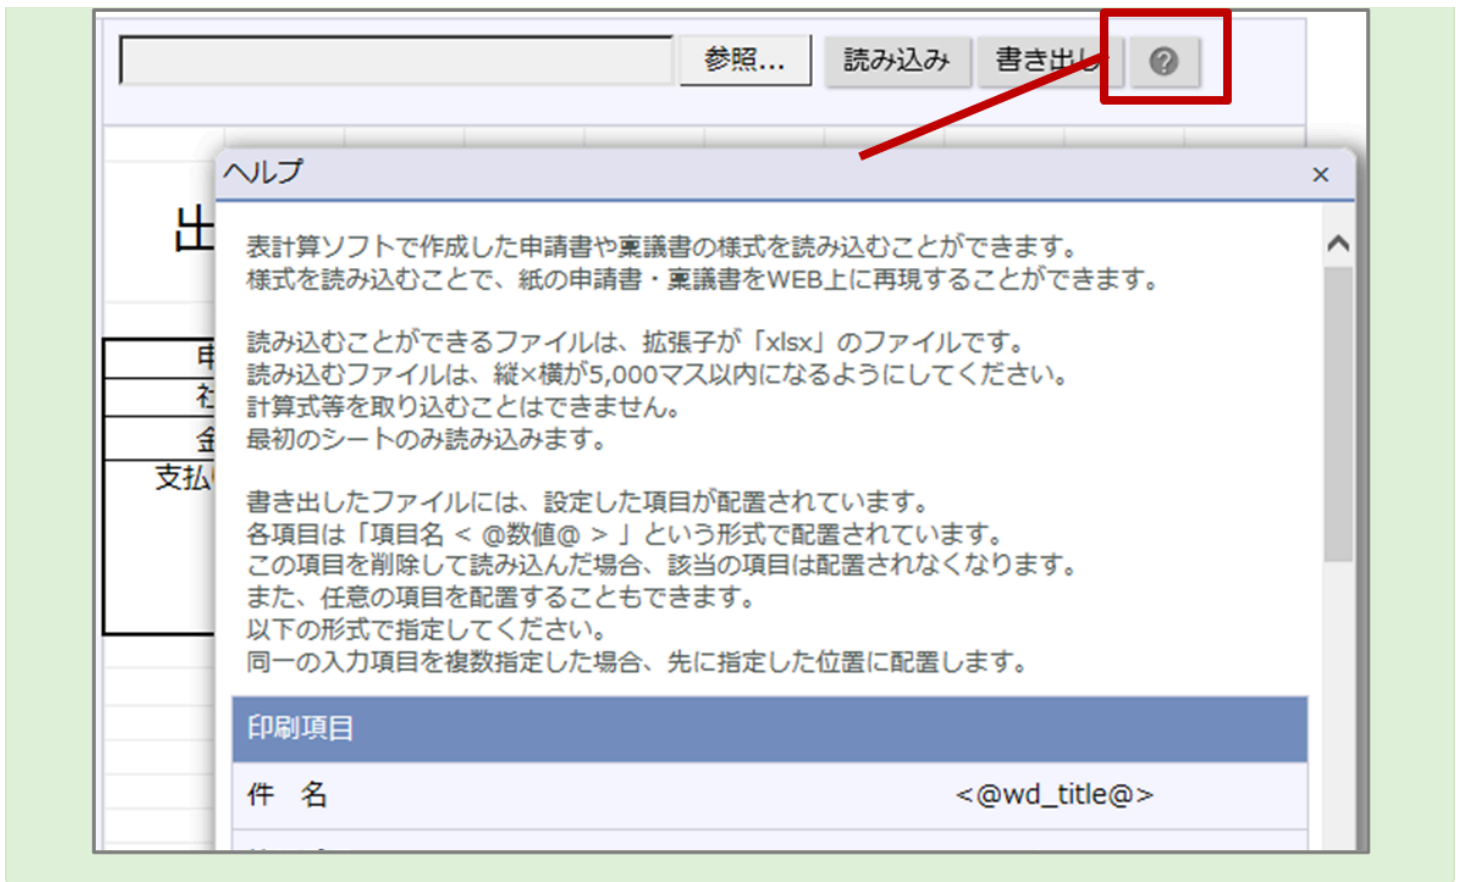 参照...
読み込み
書き出し
?
ヘルプ
×
出
表計算ソフトで作成した申請書や稟議書の様式を読み込むことができます。
様式を読み込むことで、紙の申請書・稟議書をWEB上に再現することができます。
読み込むことができるファイルは、拡張子が「xlsx」のファイルです。
読み込むファイルは、縦×横が5,000マス以内になるようにしてください。
計算式等を取り込むことはできません。
最初のシートのみ読み込みます。
申
社
金
支払
書き出したファイルには、設定した項目が配置されています。
各項目は「項目名 < @数値@ > 」という形式で配置されています。
この項目を削除して読み込んだ場合、該当の項目は配置されなくなります。
また、任意の項目を配置することもできます。
以下の形式で指定してください。
同一の入力項目を複数指定した場合、先に指定した位置に配置します。
印刷項目
件　名 <@wd_title@>